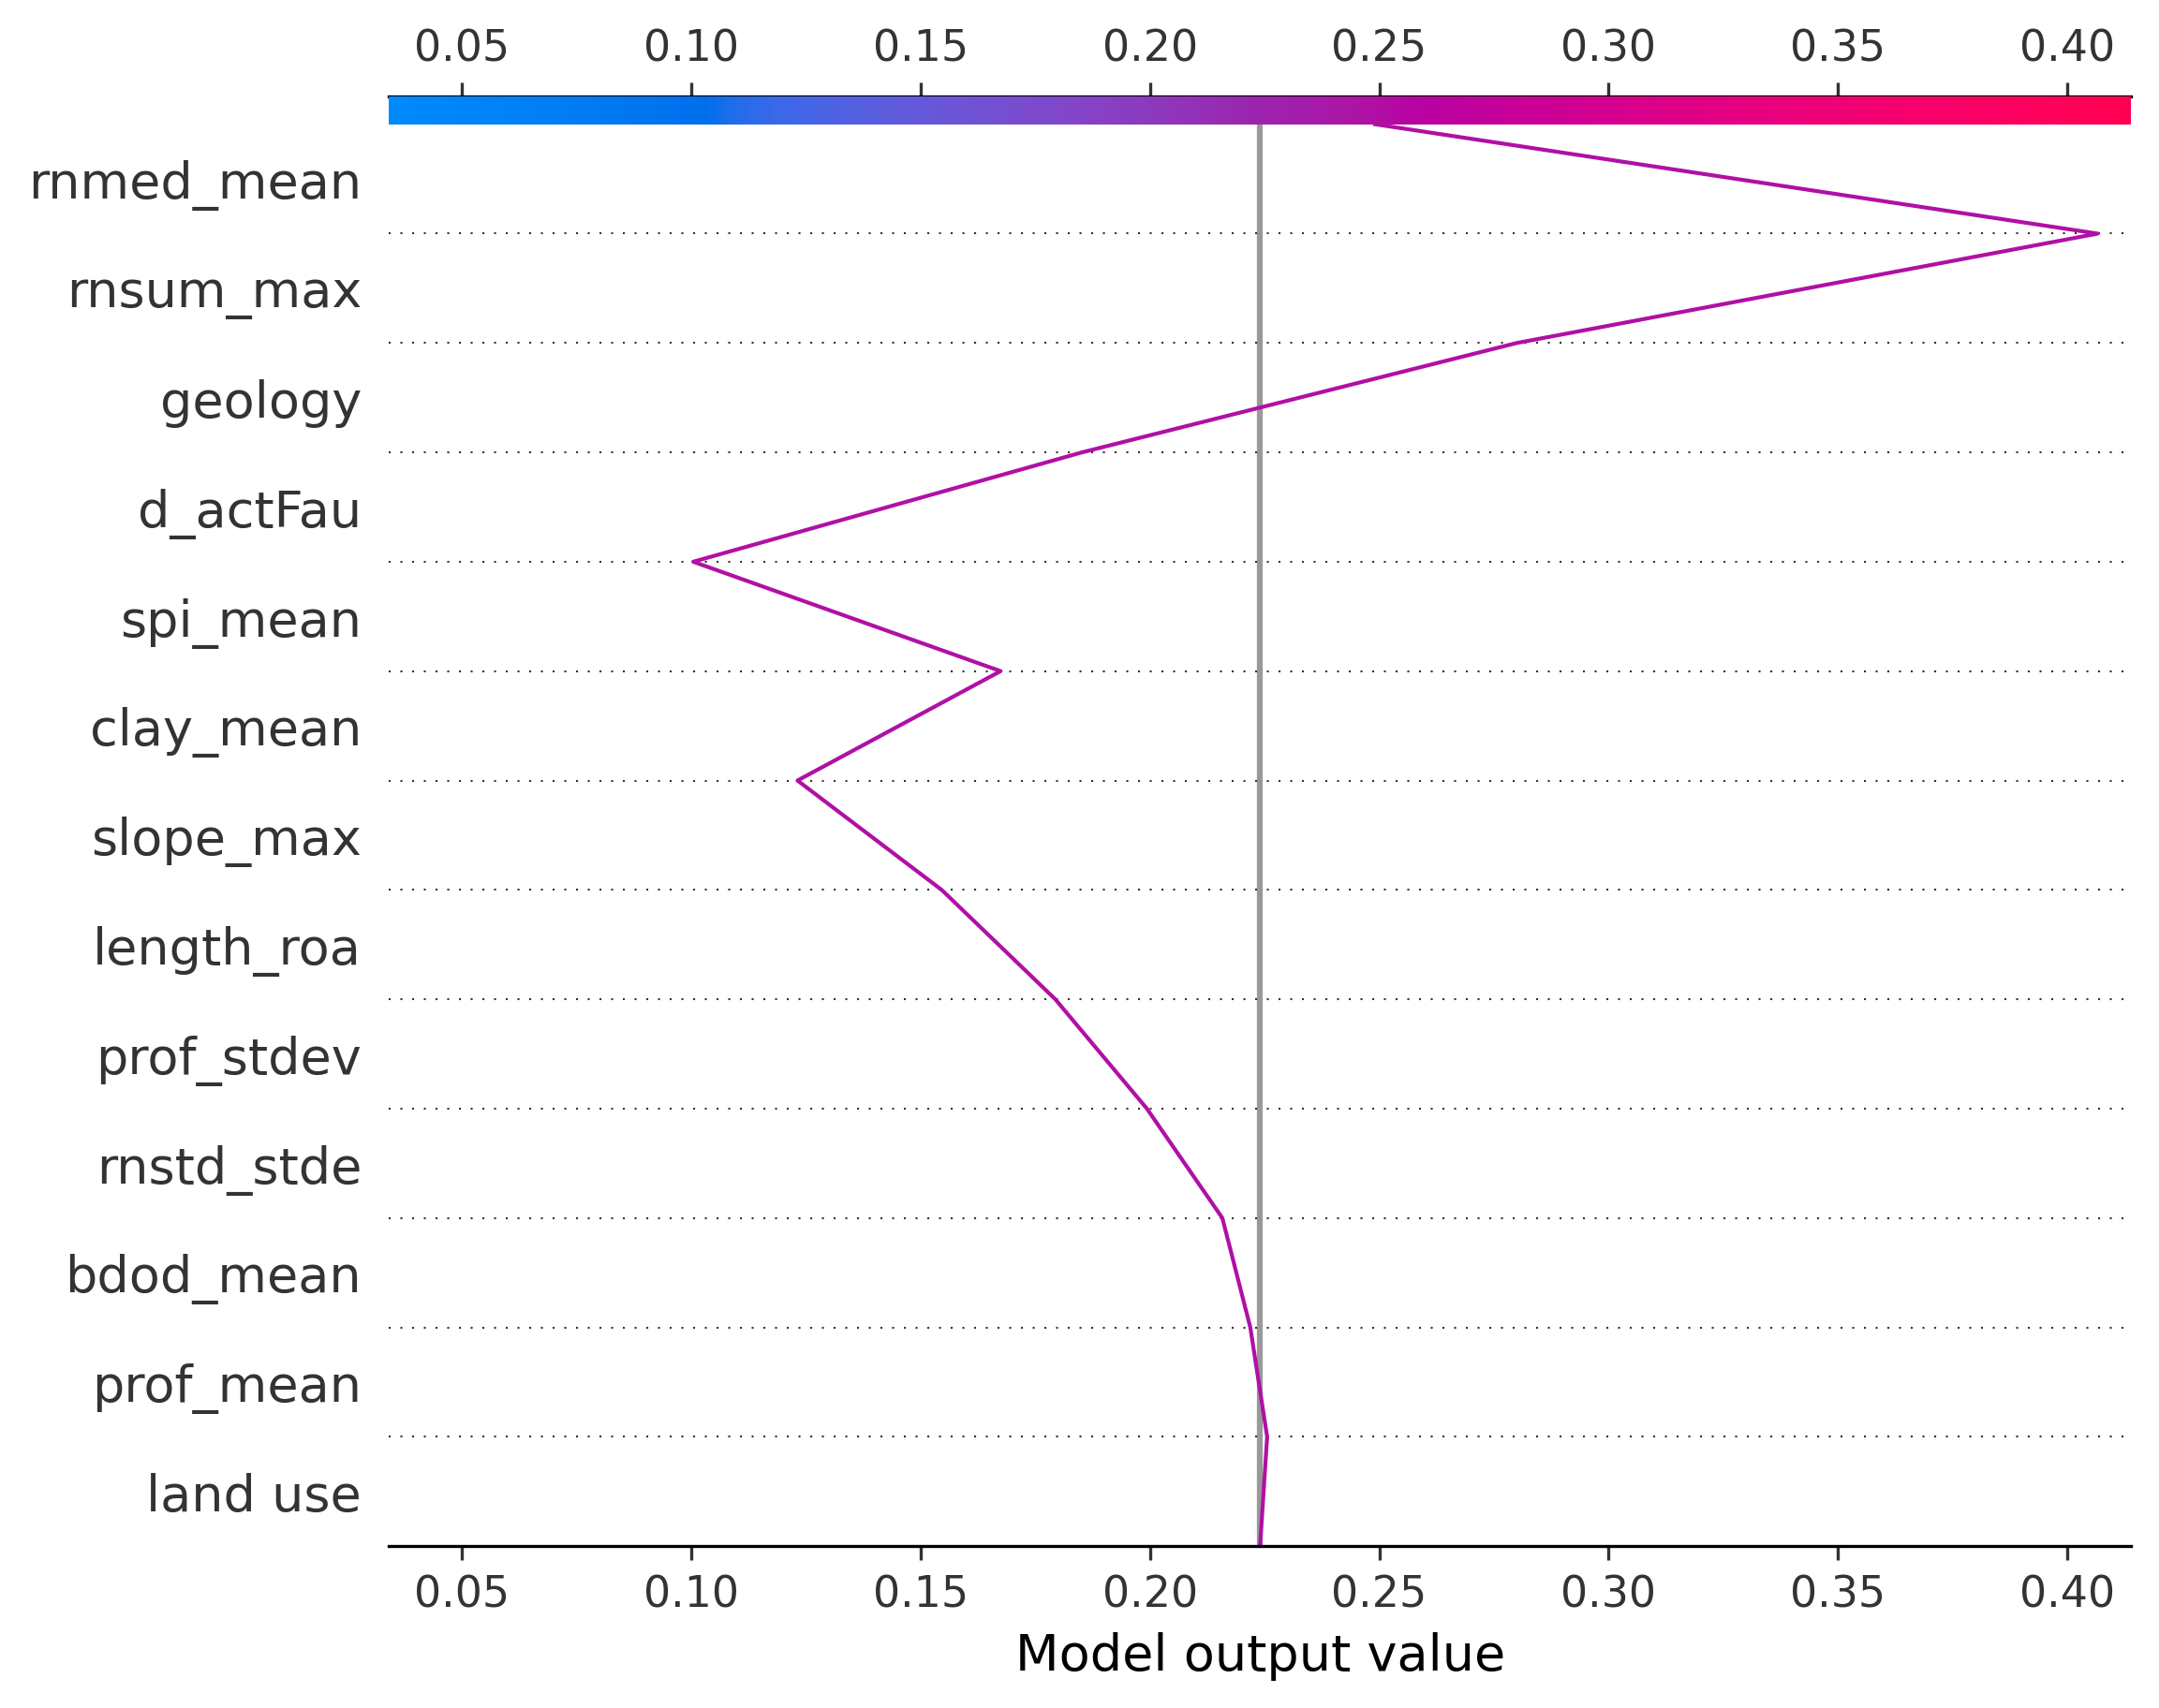 0.05 0.10 0.15 0.20 0.25 0.30 0.35 0.40
rnmed_mean
rnsum_max
geology
d_actFau
spi_mean
clay_mean
slope_max
length_roa
prof_stdev
rnstd_stde
bdod_mean
prof_mean
land use
0.05 0.10 0.15 0.20 0.25 0.30 0.35 0.40
Model output value